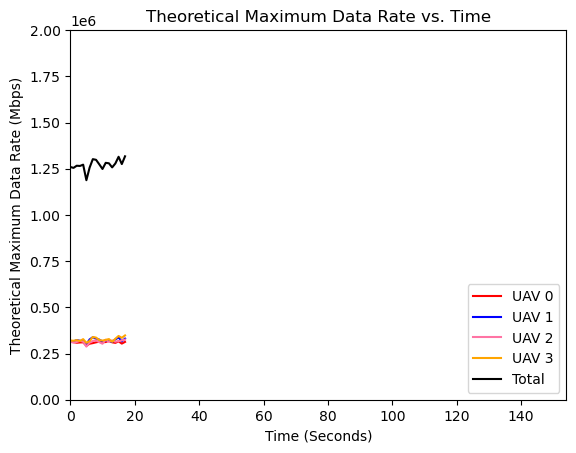 Theoretical Maximum Data Rate vs. Time
1e6
2.00
1.75
1.50
1.25
1.00
0.75
0.50
0.25
0.00
Theoretical Maximum Data Rate (Mbps)
0 20 40 60 80 100 120 140
Time (Seconds)
UAV 0
UAV 1
UAV 2
UAV 3
Total